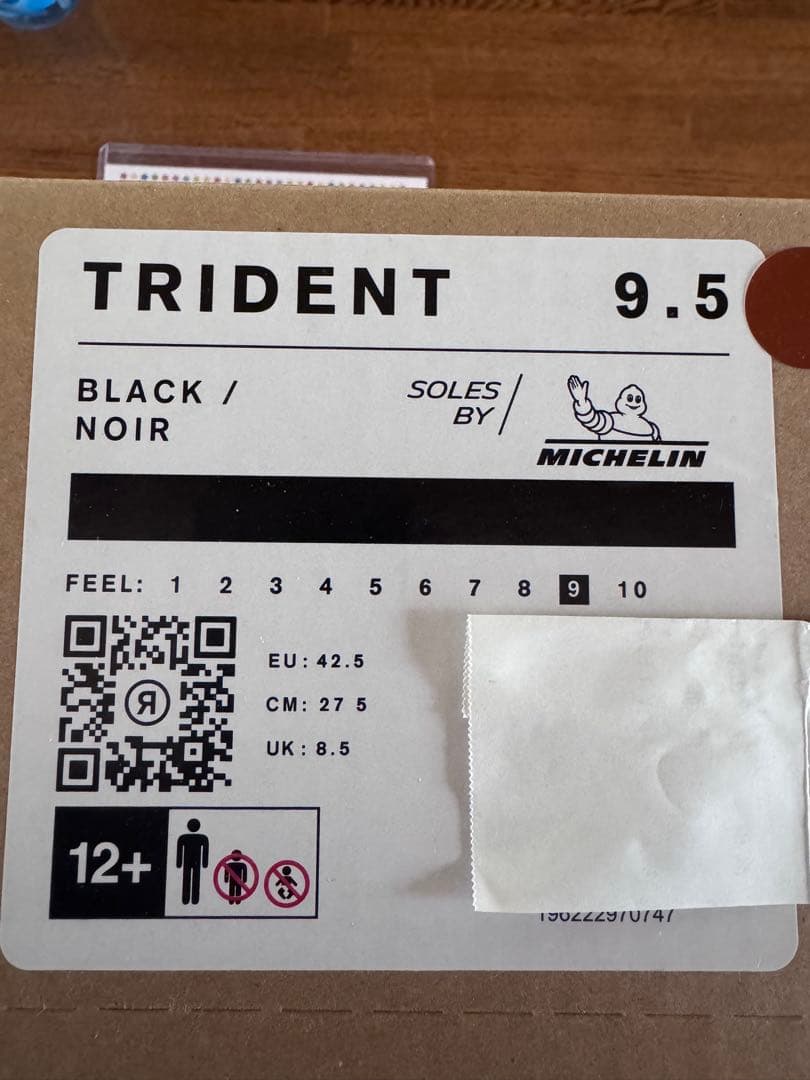 TRIDENT 9.5
BLACK /
NOIR
SOLES
BY
MICHELIN
FEEL: 1 2 3 4 5 6 7 8 9 10
EU: 42.5
CM: 27 5
UK: 8.5
12+
196222970747